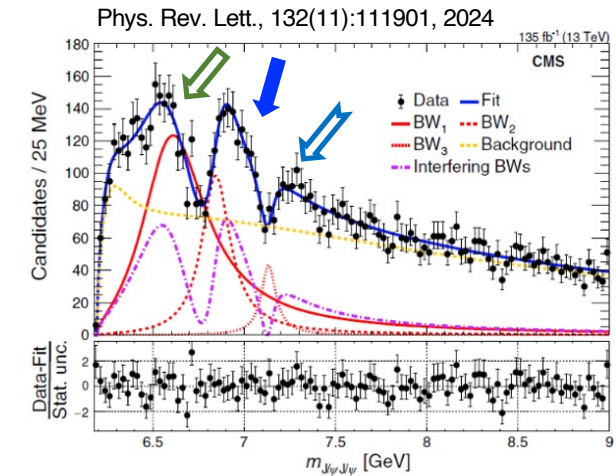 Phys. Rev. Lett., 132(11):111901, 2024
135 fb⁻¹ (13 TeV)
CMS
Candidates / 25 MeV
180
160
140
120
100
80
60
40
20
0
Data
Fit
BW₁
BW₂
BW₃
Background
Interfering BWs
Data-Fit
Stat. unc.
2
0
−2
6.5
7
7.5
8
8.5
9
m_J/ψJ/ψ [GeV]